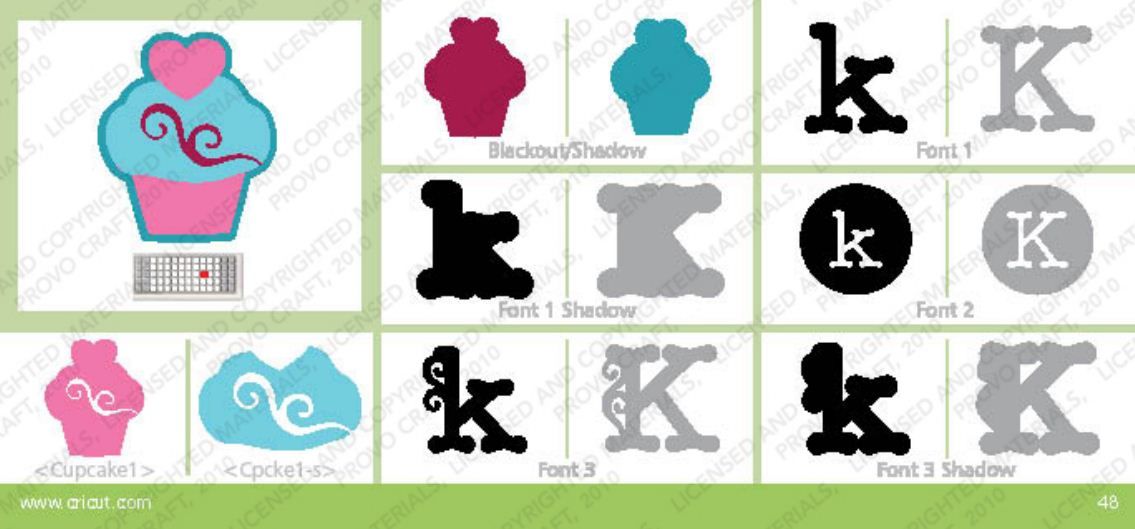 Blackout/Shadow
k K
Font 1
k K
Font 1 Shadow
k K
Font 2
<Cupcake1>
<Cpcke1-s>
k K
Font 3
k K
Font 3 Shadow
www.cricut.com
48
LICENSED AND COPYRIGHTED MATERIALS,
PROVO CRAFT, 2010